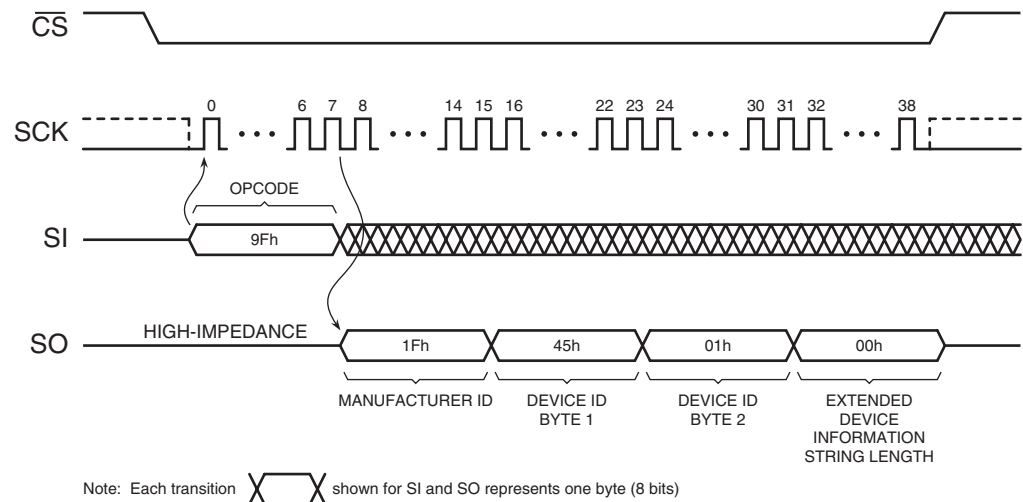 CS
0 6 7 8 14 15 16 22 23 24 30 31 32 38
SCK
OPCODE
SI
9Fh
HIGH-IMPEDANCE
SO
1Fh 45h 01h 00h
MANUFACTURER ID
DEVICE ID
BYTE 1
DEVICE ID
BYTE 2
EXTENDED
DEVICE
INFORMATION
STRING LENGTH
Note: Each transition shown for SI and SO represents one byte (8 bits)